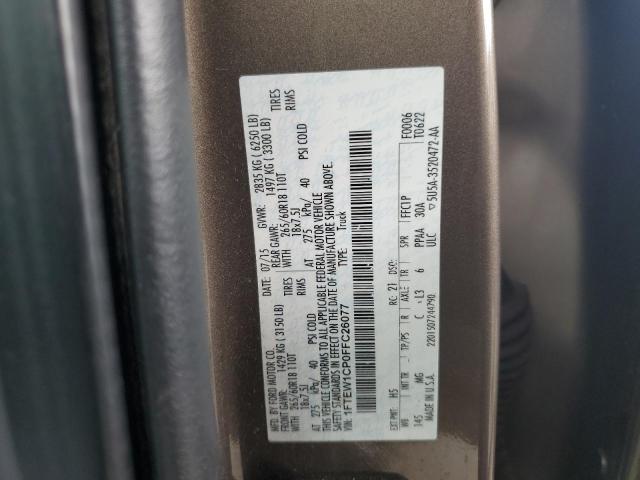 MFD. BY FORD MOTOR CO. DATE: 07/15 GVWR: 2835 KG ( 6250 LB)
FRONT GAWR: 1429 KG ( 3150 LB) REAR GAWR: 1497 KG ( 3300 LB)
WITH 265/60R18 110T TIRES WITH 265/60R18 110T TIRES
18x7.5J RIMS 18x7.5J RIMS
AT 275 kPa/ 40 PSI COLD AT 275 kPa/ 40 PSI COLD
THIS VEHICLE CONFORMS TO ALL APPLICABLE FEDERAL MOTOR VEHICLE
SAFETY STANDARDS IN EFFECT ON THE DATE OF MANUFACTURE SHOWN ABOVE.
VIN: 1FTEW1CP0FFC26077 TYPE: Truck
EXT PNT: H5 RC: 21 DSO: FFC1P F0006
WB INT TR TP/PS R AXLE TR SPR T0622
145 MG C L3 6 PPAA 30A
MADE IN U.S.A. ULC 5U5A-3520472-AA